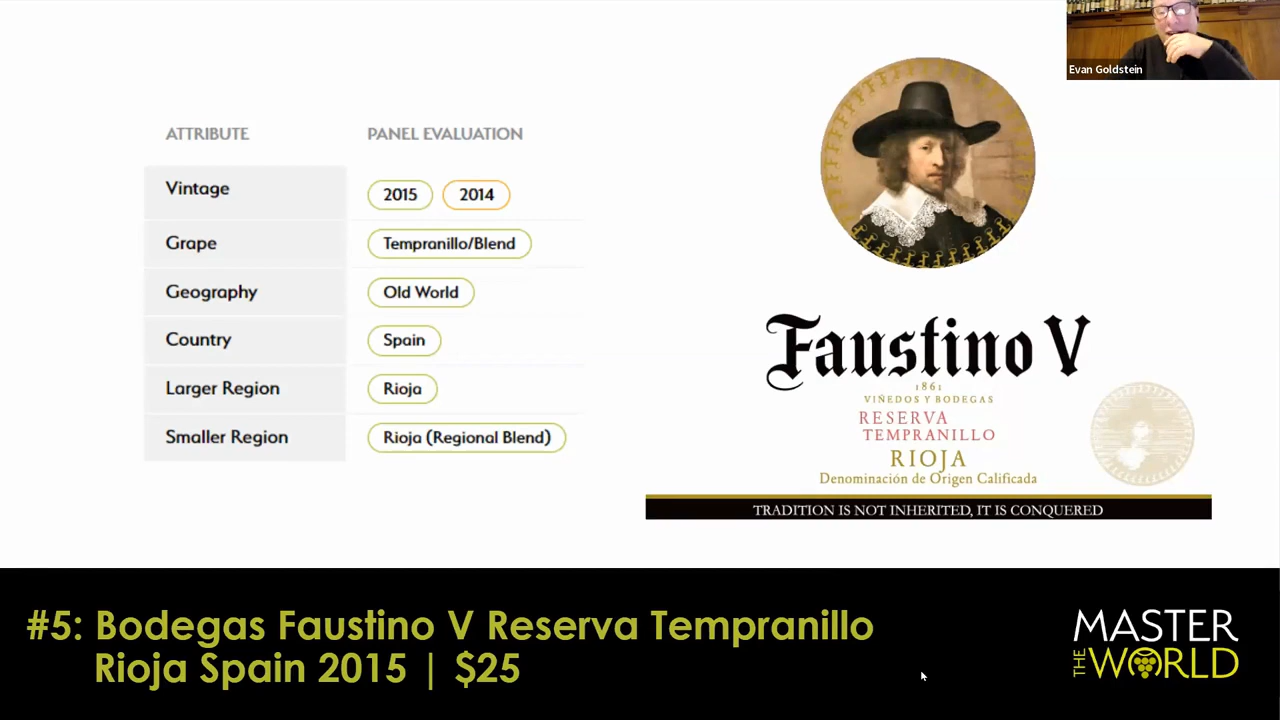 Evan Goldstein
ATTRIBUTE PANEL EVALUATION
Vintage 2015 2014
Grape Tempranillo/Blend
Geography Old World
Country Spain
Larger Region Rioja
Smaller Region Rioja (Regional Blend)
Faustino V
1861
VIÑEDOS Y BODEGAS
RESERVA
TEMPRANILLO
RIOJA
Denominación de Origen Calificada
TRADITION IS NOT INHERITED, IT IS CONQUERED
#5: Bodegas Faustino V Reserva Tempranillo
Rioja Spain 2015 | $25
MASTER
THE WORLD